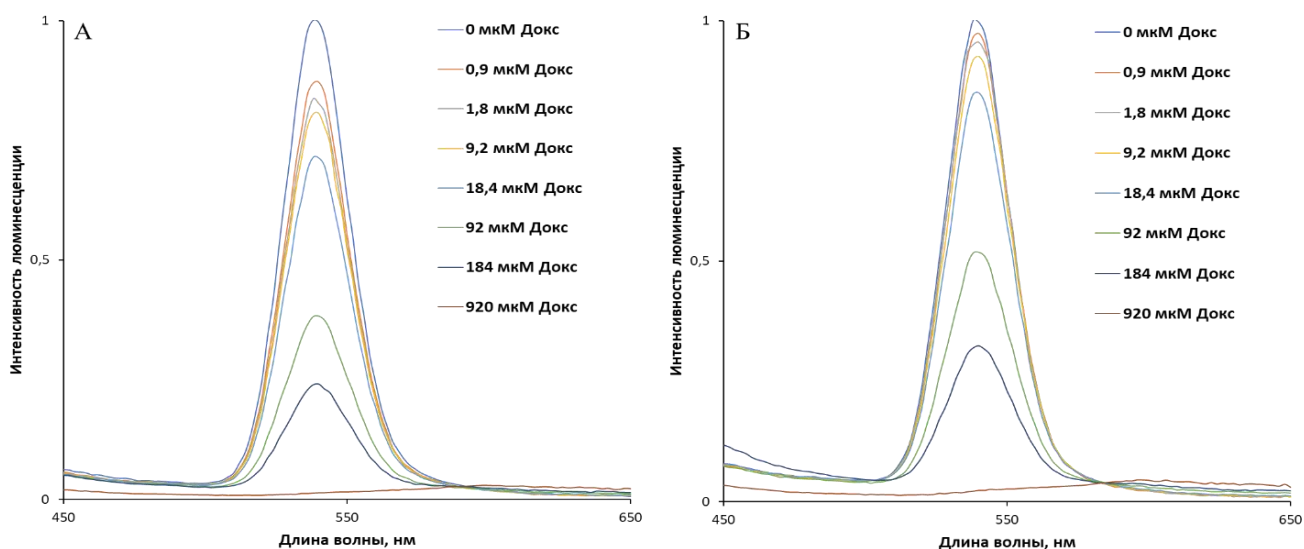 А
Интенсивность люминесценции
1
0,5
0
450
550
650
Длина волны, нм
0 мкМ Докс
0,9 мкМ Докс
1,8 мкМ Докс
9,2 мкМ Докс
18,4 мкМ Докс
92 мкМ Докс
184 мкМ Докс
920 мкМ Докс
Б
Интенсивность люминесценции
1
0,5
0
450
550
650
Длина волны, нм
0 мкМ Докс
0,9 мкМ Докс
1,8 мкМ Докс
9,2 мкМ Докс
18,4 мкМ Докс
92 мкМ Докс
184 мкМ Докс
920 мкМ Докс